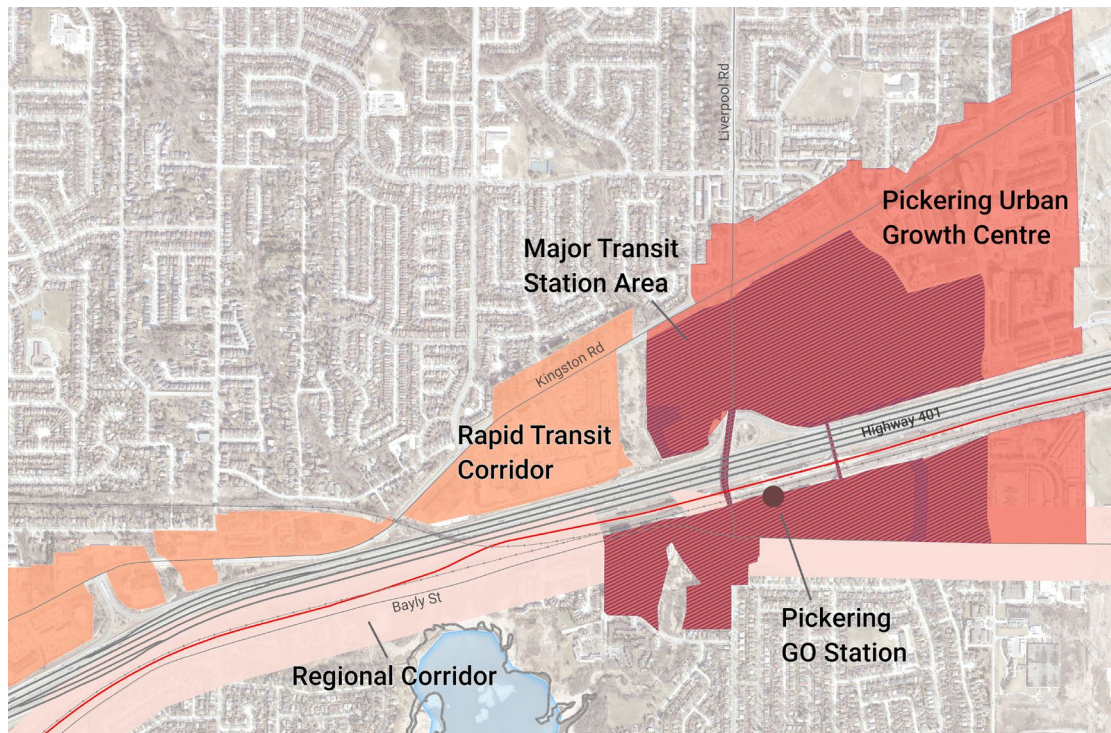 Liverpool Rd
Pickering Urban
Growth Centre
Major Transit
Station Area
Kingston Rd
Rapid Transit
Corridor
Highway 401
Bayly St
Pickering
GO Station
Regional Corridor